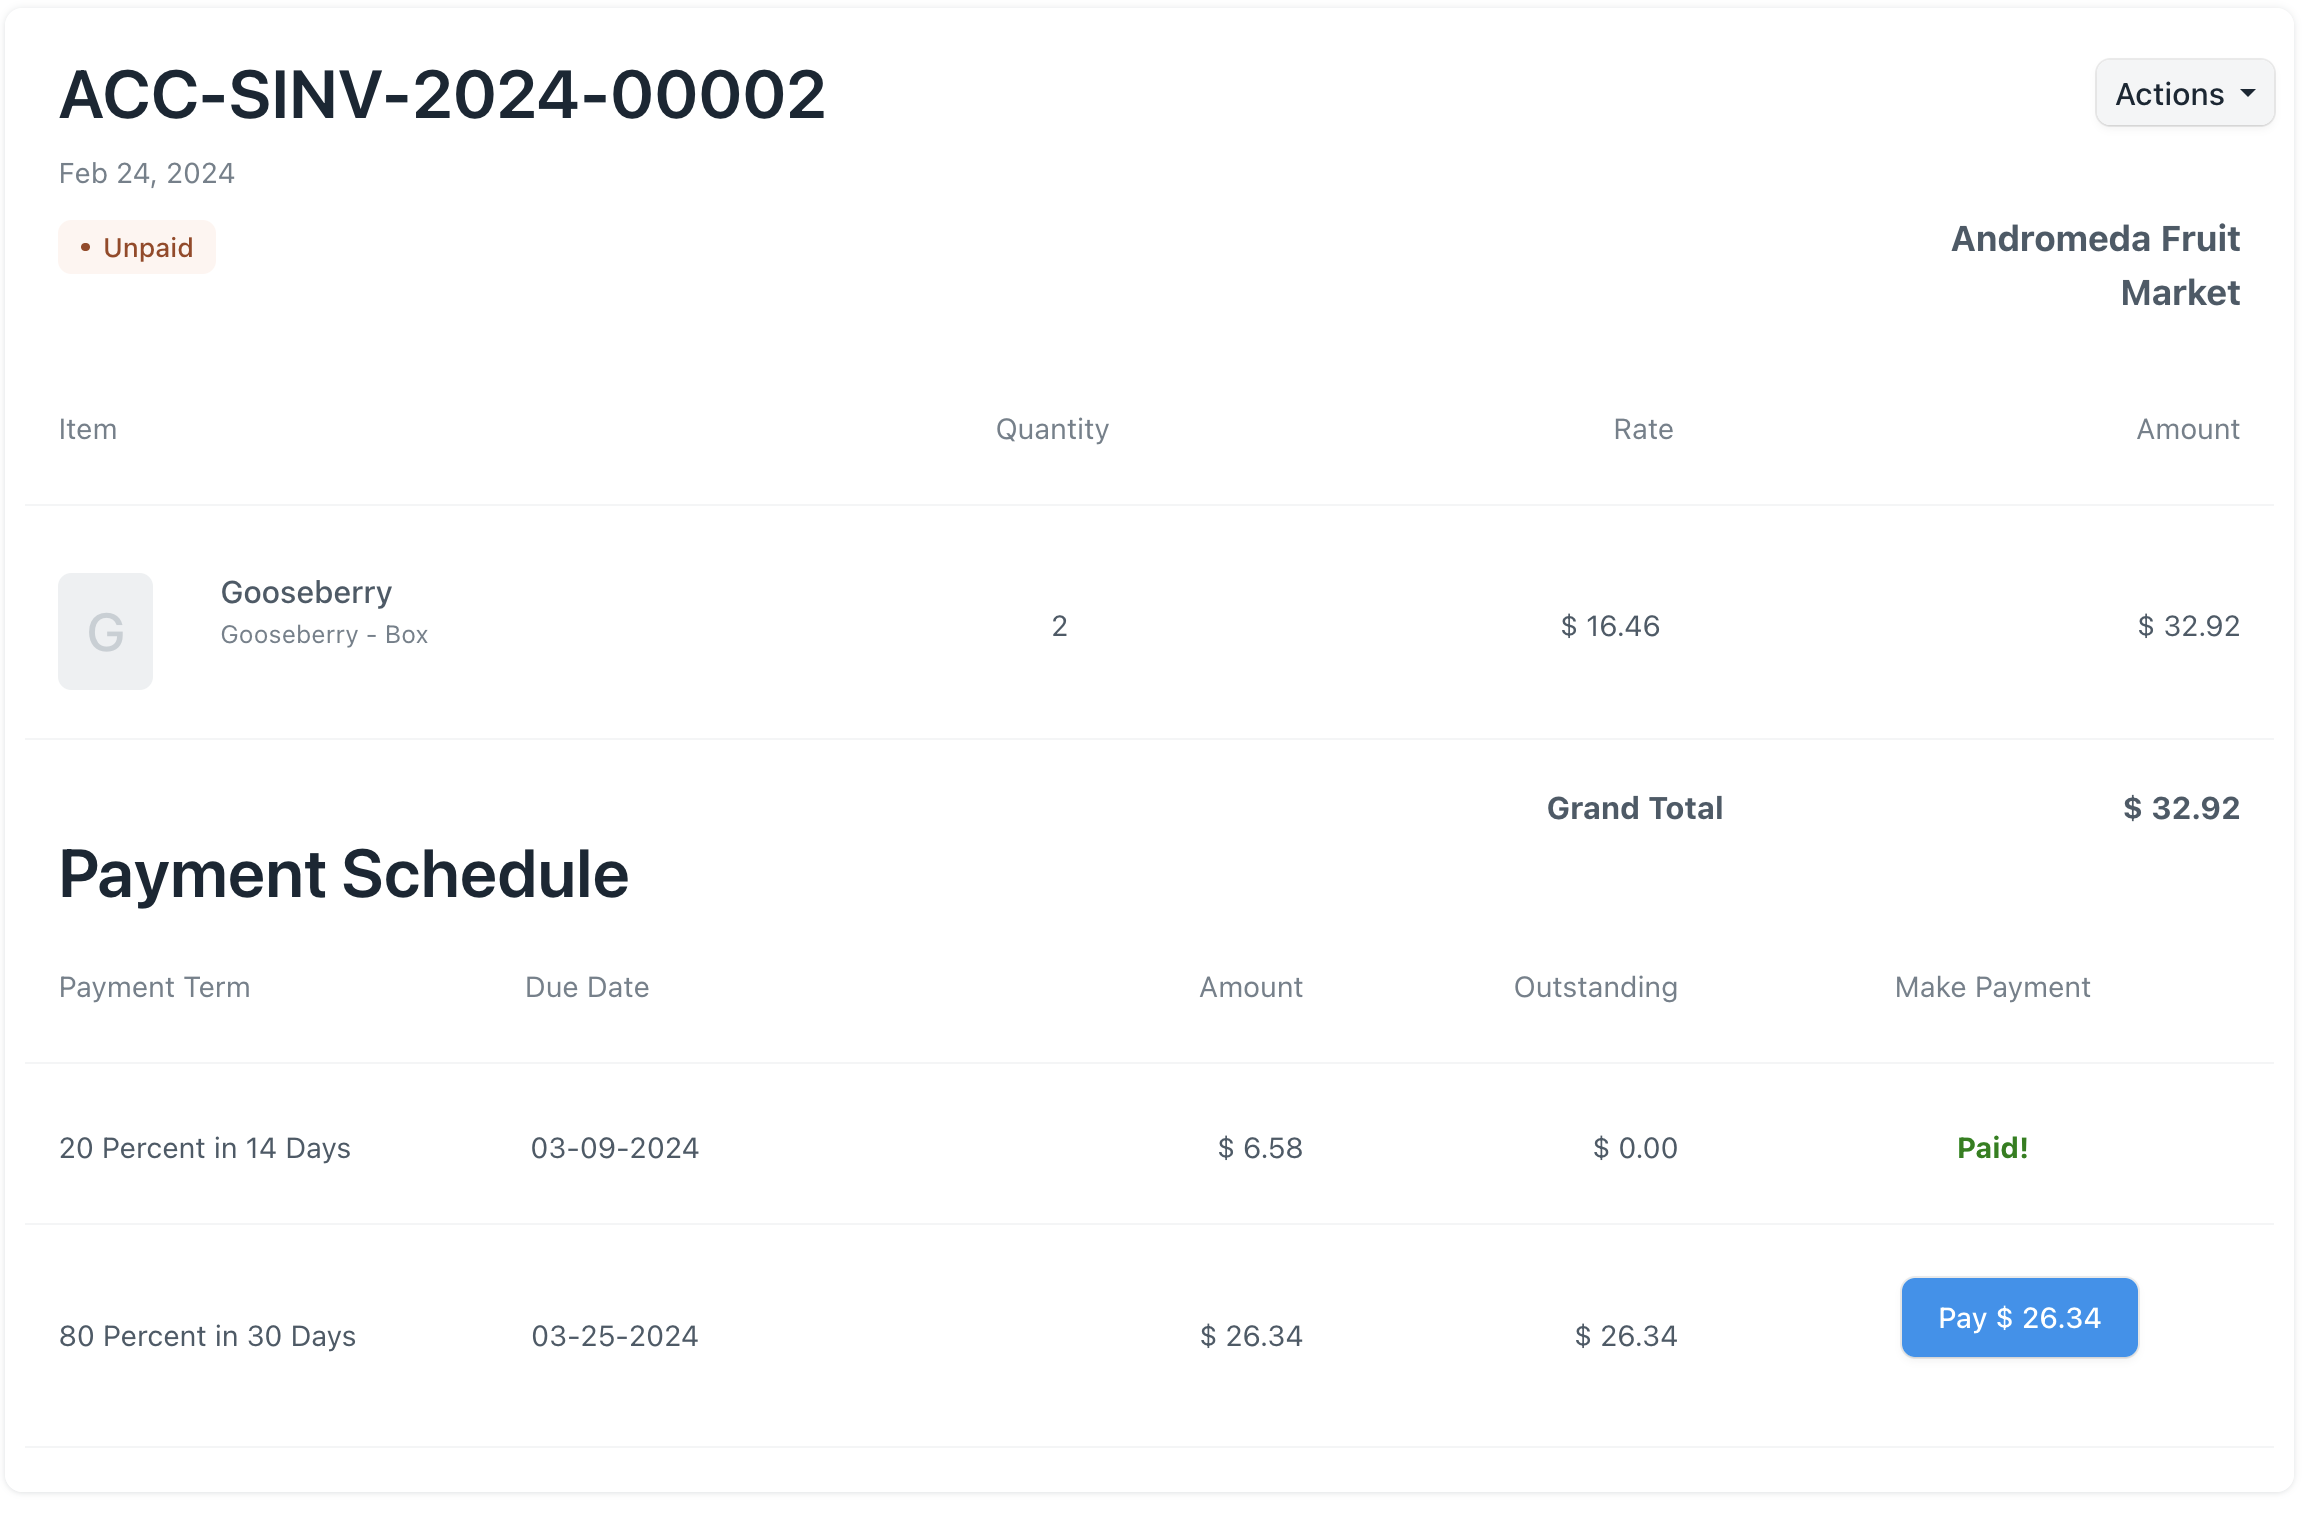 ACC-SINV-2024-00002
Actions
Feb 24, 2024
Unpaid
Andromeda Fruit
Market
Item Quantity Rate Amount
G
Gooseberry
Gooseberry - Box
2 $ 16.46 $ 32.92
Grand Total $ 32.92
Payment Schedule
Payment Term Due Date Amount Outstanding Make Payment
20 Percent in 14 Days 03-09-2024 $ 6.58 $ 0.00 Paid!
80 Percent in 30 Days 03-25-2024 $ 26.34 $ 26.34 Pay $ 26.34